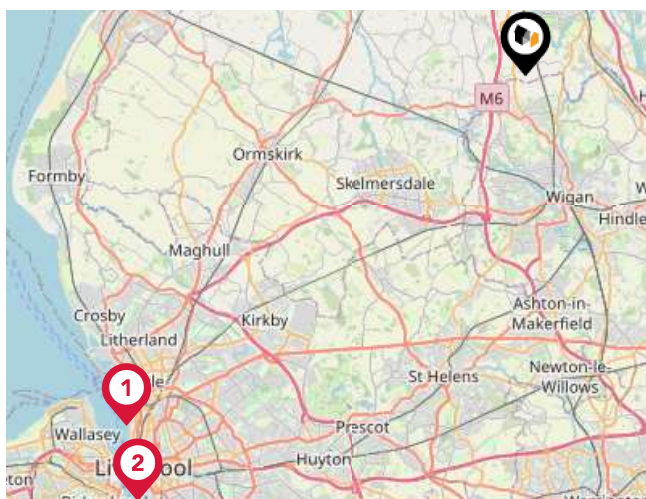 M6
Ormskirk
Formby
Skelmersdale
Wigan
Hindle
Maghull
Crosby
Kirkby
Ashton-in-
Makerfield
Litherland
1
St Helens
Newton-le-
Willows
Wallasey
Prescot
2
Huyton